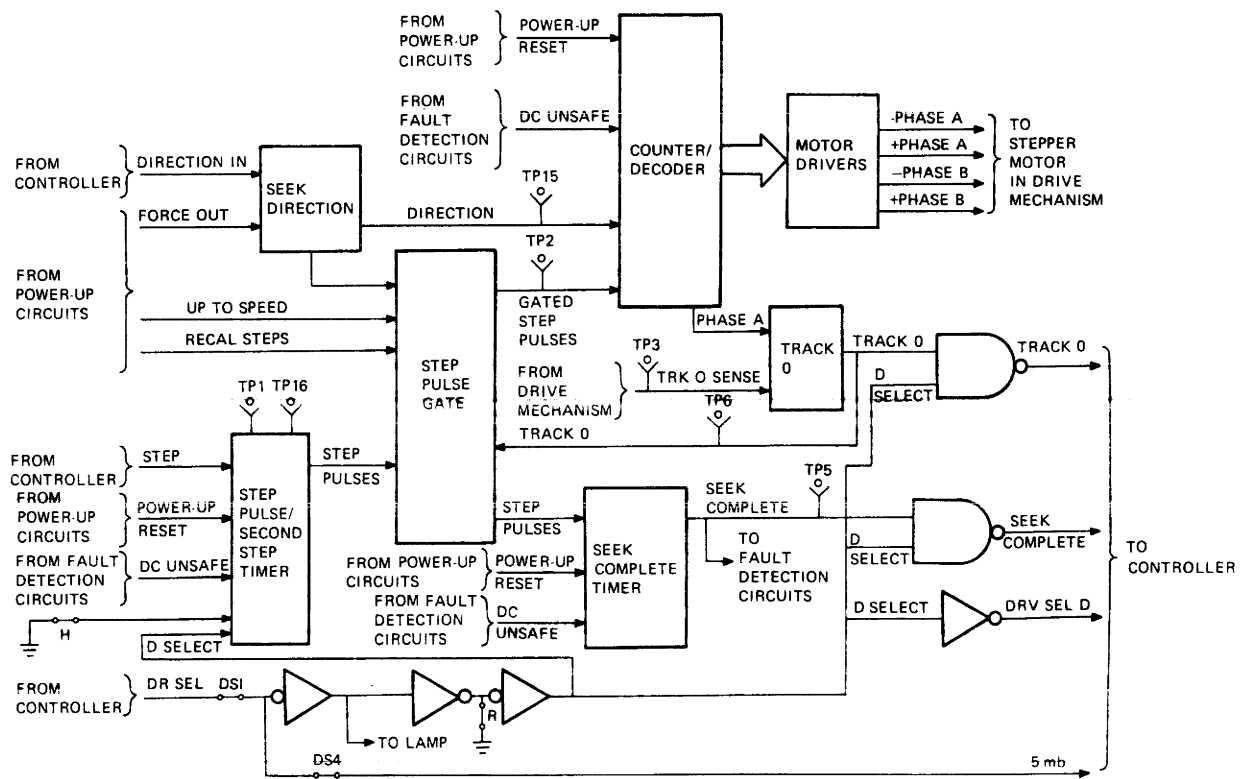 FROM
POWER-UP
CIRCUITS
POWER-UP
RESET
FROM
FAULT
DETECTION
CIRCUITS
DC UNSAFE
COUNTER/
DECODER
MOTOR
DRIVERS
-PHASE A
+PHASE A
−PHASE B
+PHASE B
TO
STEPPER
MOTOR
IN DRIVE
MECHANISM
FROM
CONTROLLER
DIRECTION IN
SEEK
DIRECTION
FORCE OUT
DIRECTION
TP15
TP2
GATED
STEP
PULSES
FROM
POWER-UP
CIRCUITS
UP TO SPEED
RECAL STEPS
STEP
PULSE
GATE
PHASE A
TRACK
0
TRACK 0
D
SELECT
TRACK 0
FROM
DRIVE
MECHANISM
TP3
TRK O SENSE
TP6
TRACK 0
TP1
TP16
FROM
CONTROLLER
STEP
FROM
POWER-UP
CIRCUITS
POWER-UP
RESET
FROM FAULT
DETECTION
CIRCUITS
DC UNSAFE
STEP
PULSE/
SECOND
STEP
TIMER
STEP
PULSES
H
D SELECT
STEP
PULSES
FROM POWER-UP
CIRCUITS
POWER-UP
RESET
FROM FAULT
DETECTION
CIRCUITS
DC
UNSAFE
SEEK
COMPLETE
TIMER
SEEK
COMPLETE
TP5
TO
FAULT
DETECTION
CIRCUITS
D
SELECT
SEEK
COMPLETE
D SELECT
DRV SEL D
TO
CONTROLLER
FROM
CONTROLLER
DR SEL
DSI
TO LAMP
R
DS4
5 mb